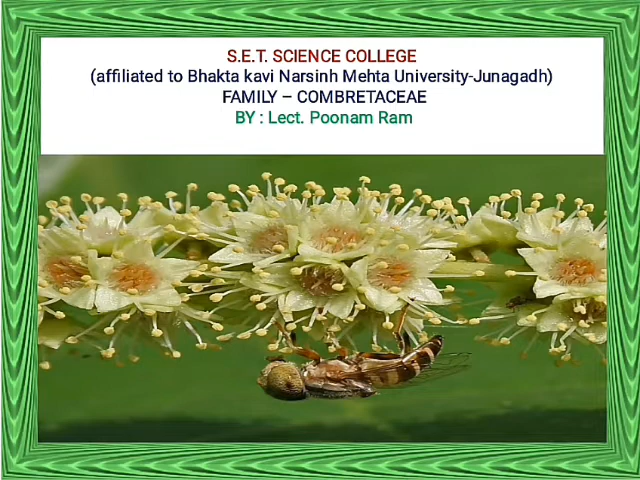 S.E.T. SCIENCE COLLEGE
(affiliated to Bhakta kavi Narsinh Mehta University-Junagadh)
FAMILY – COMBRETACEAE
BY : Lect. Poonam Ram